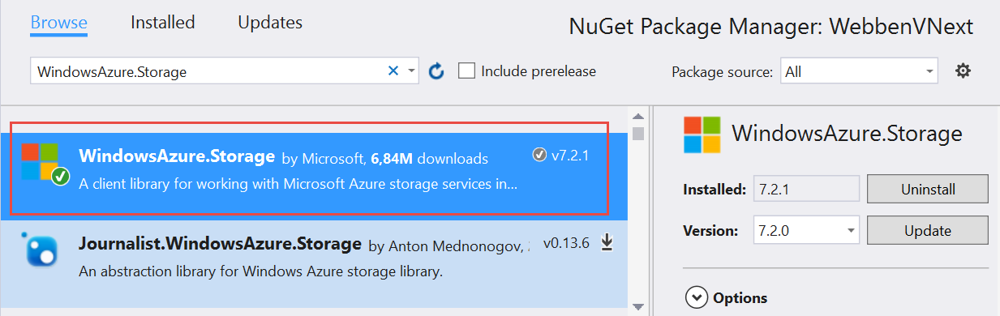 Browse Installed Updates
NuGet Package Manager: WebbenVNext
WindowsAzure.Storage
Include prerelease
Package source: All
WindowsAzure.Storage by Microsoft, 6,84M downloads v7.2.1
A client library for working with Microsoft Azure storage services in...
Journalist.WindowsAzure.Storage by Anton Mednonogov, v0.13.6
An abstraction library for Windows Azure storage library.
WindowsAzure.Storage
Installed: 7.2.1 Uninstall
Version: 7.2.0 Update
Options